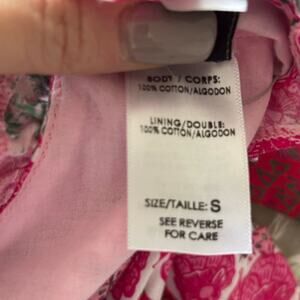 BODY / CORPS:
100% COTTON/ALGODON
LINING/DOUBLE:
100% COTTON/ALGODON
SIZE/TAILLE: S
SEE REVERSE
FOR CARE